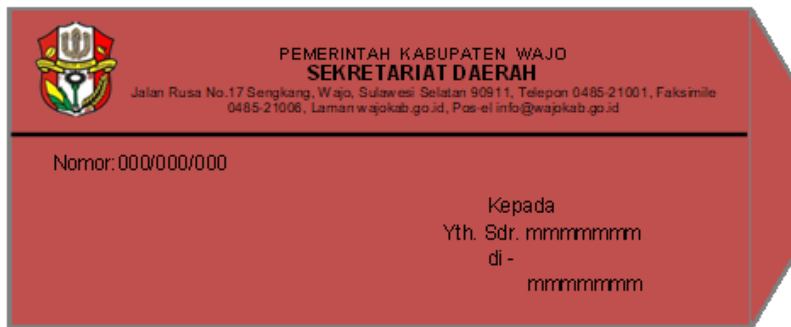 PEMERINTAH KABUPATEN WAJO
SEKRETARIAT DAERAH
Jalan Rusa No.17 Sengkang, Wajo, Sulawesi Selatan 90911, Telepon 0485-21001, Faksimile
0485-21006, Laman wajokab.go.id, Pos-el info@wajokab.go.id
Nomor: 000/000/000
Kepada
Yth. Sdr. mmmmmmm
di -
mmmmmmm